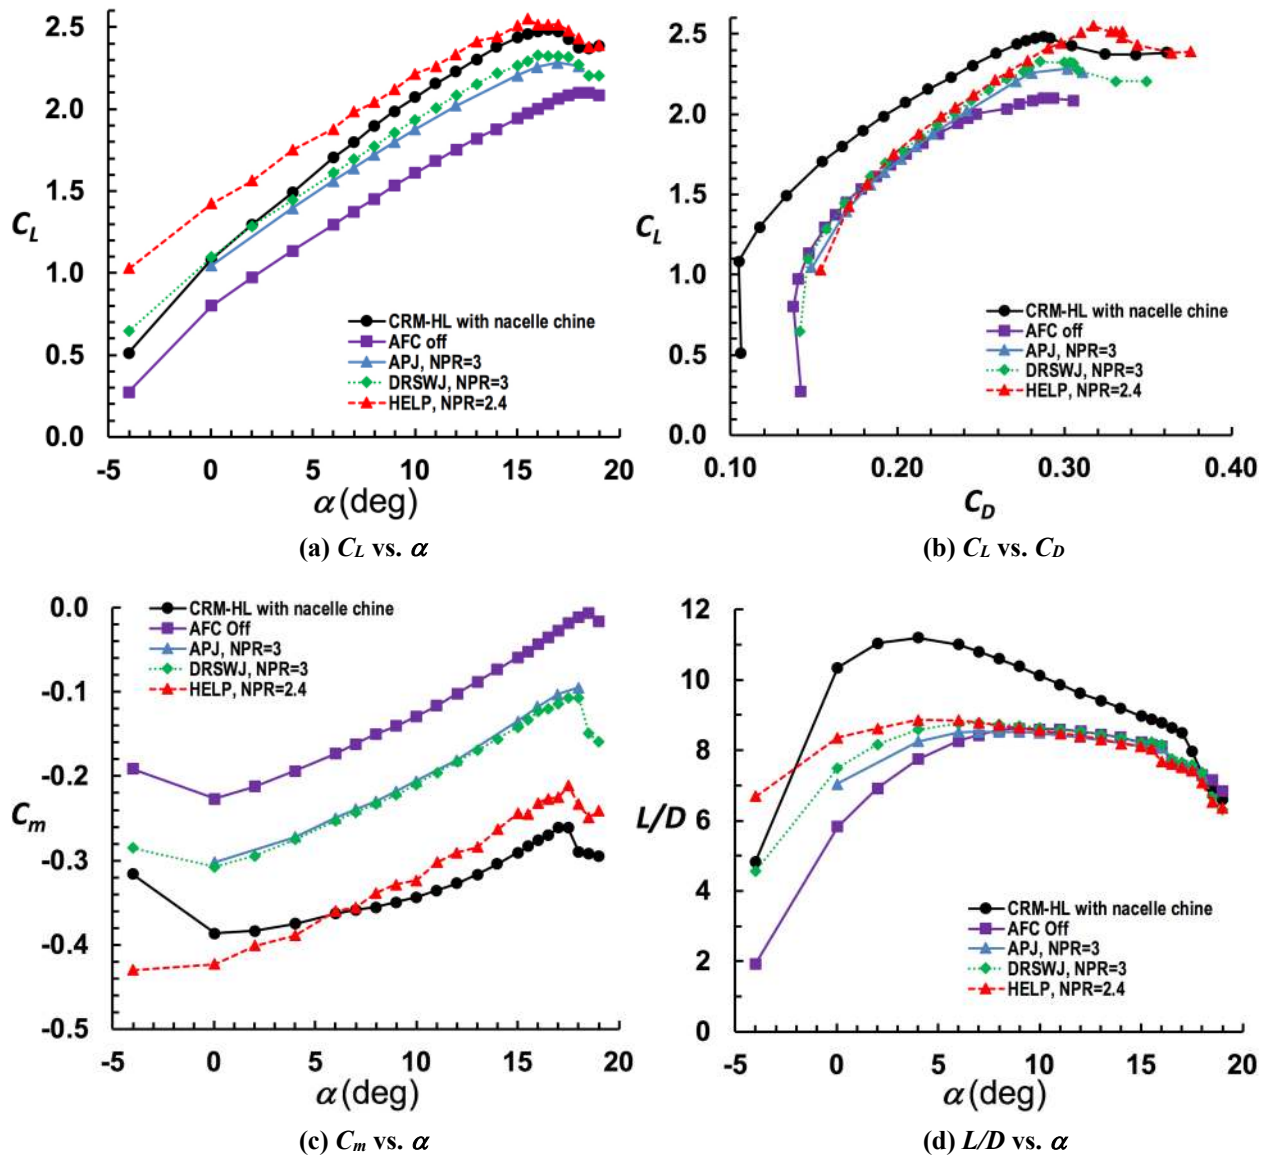 2.5
2.0
1.5
C_L
1.0
0.5
0.0
CRM-HL with nacelle chine
AFC off
APJ, NPR=3
DRSWJ, NPR=3
HELP, NPR=2.4
-5 0 5 10 15 20
α (deg)
(a) C_L vs. α
2.5
2.0
C_L
1.5
1.0
0.5
0.0
CRM-HL with nacelle chine
AFC off
APJ, NPR=3
DRSWJ, NPR=3
HELP, NPR=2.4
0.10 0.20 0.30 0.40
C_D
(b) C_L vs. C_D
0.0
-0.1
-0.2
C_m
-0.3
-0.4
-0.5
CRM-HL with nacelle chine
AFC Off
APJ, NPR=3
DRSWJ, NPR=3
HELP, NPR=2.4
-5 0 5 10 15 20
α (deg)
(c) C_m vs. α
12
10
8
L/D
6
4
2
0
CRM-HL with nacelle chine
AFC Off
APJ, NPR=3
DRSWJ, NPR=3
HELP, NPR=2.4
-5 0 5 10 15 20
α (deg)
(d) L/D vs. α